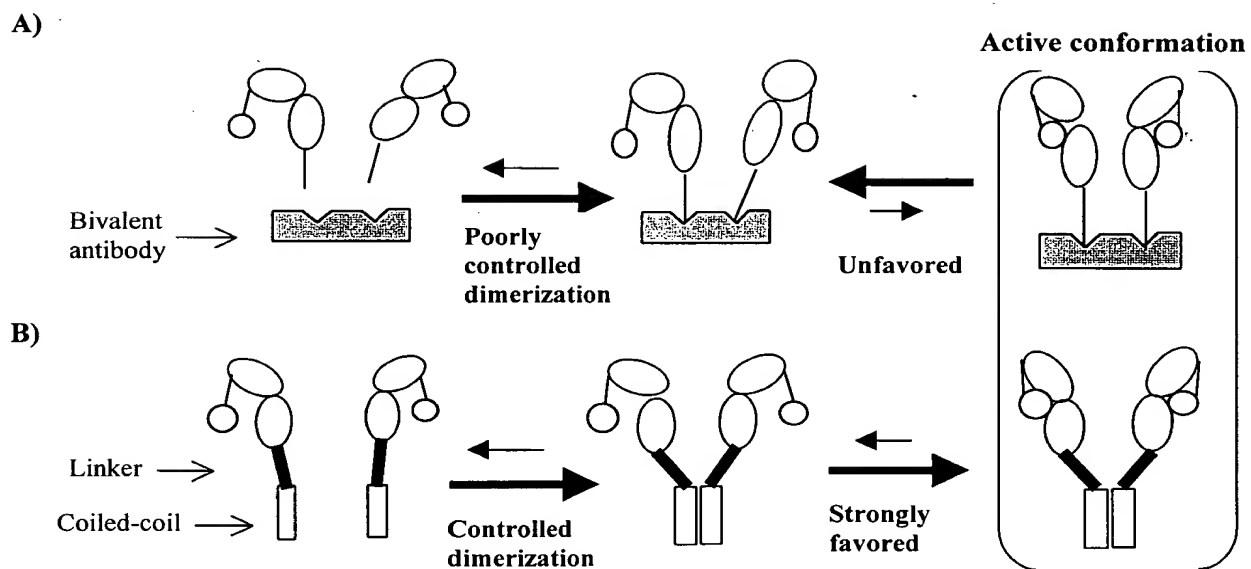 A)
Active conformation
Bivalent
antibody
Poorly
controlled
dimerization
Unfavored
B)
Linker
Coiled-coil
Controlled
dimerization
Strongly
favored